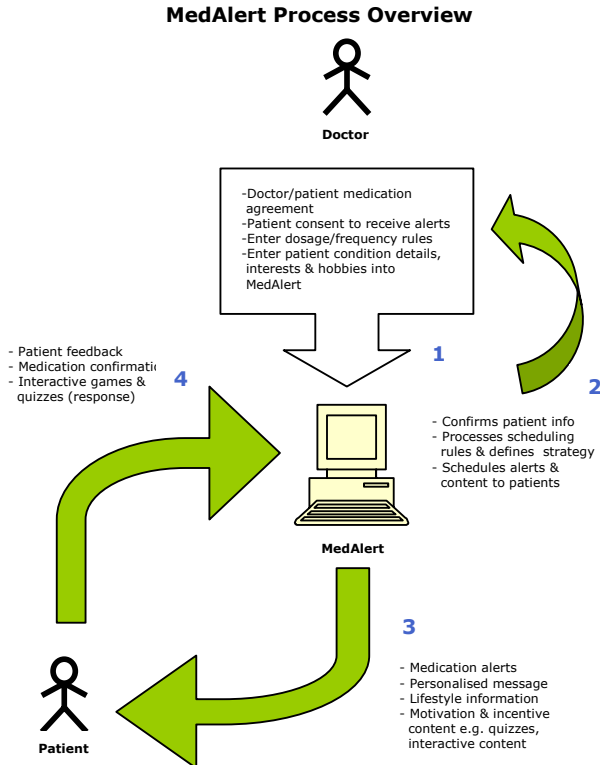 MedAlert Process Overview
Doctor
-Doctor/patient medication
agreement
-Patient consent to receive alerts
-Enter dosage/frequency rules
-Enter patient condition details,
interests & hobbies into
MedAlert
1
2
- Confirms patient info
- Processes scheduling
rules & defines strategy
- Schedules alerts &
content to patients
MedAlert
3
- Medication alerts
- Personalised message
- Lifestyle information
- Motivation & incentive
content e.g. quizzes,
interactive content
Patient
4
- Patient feedback
- Medication confirmati
- Interactive games &
quizzes (response)